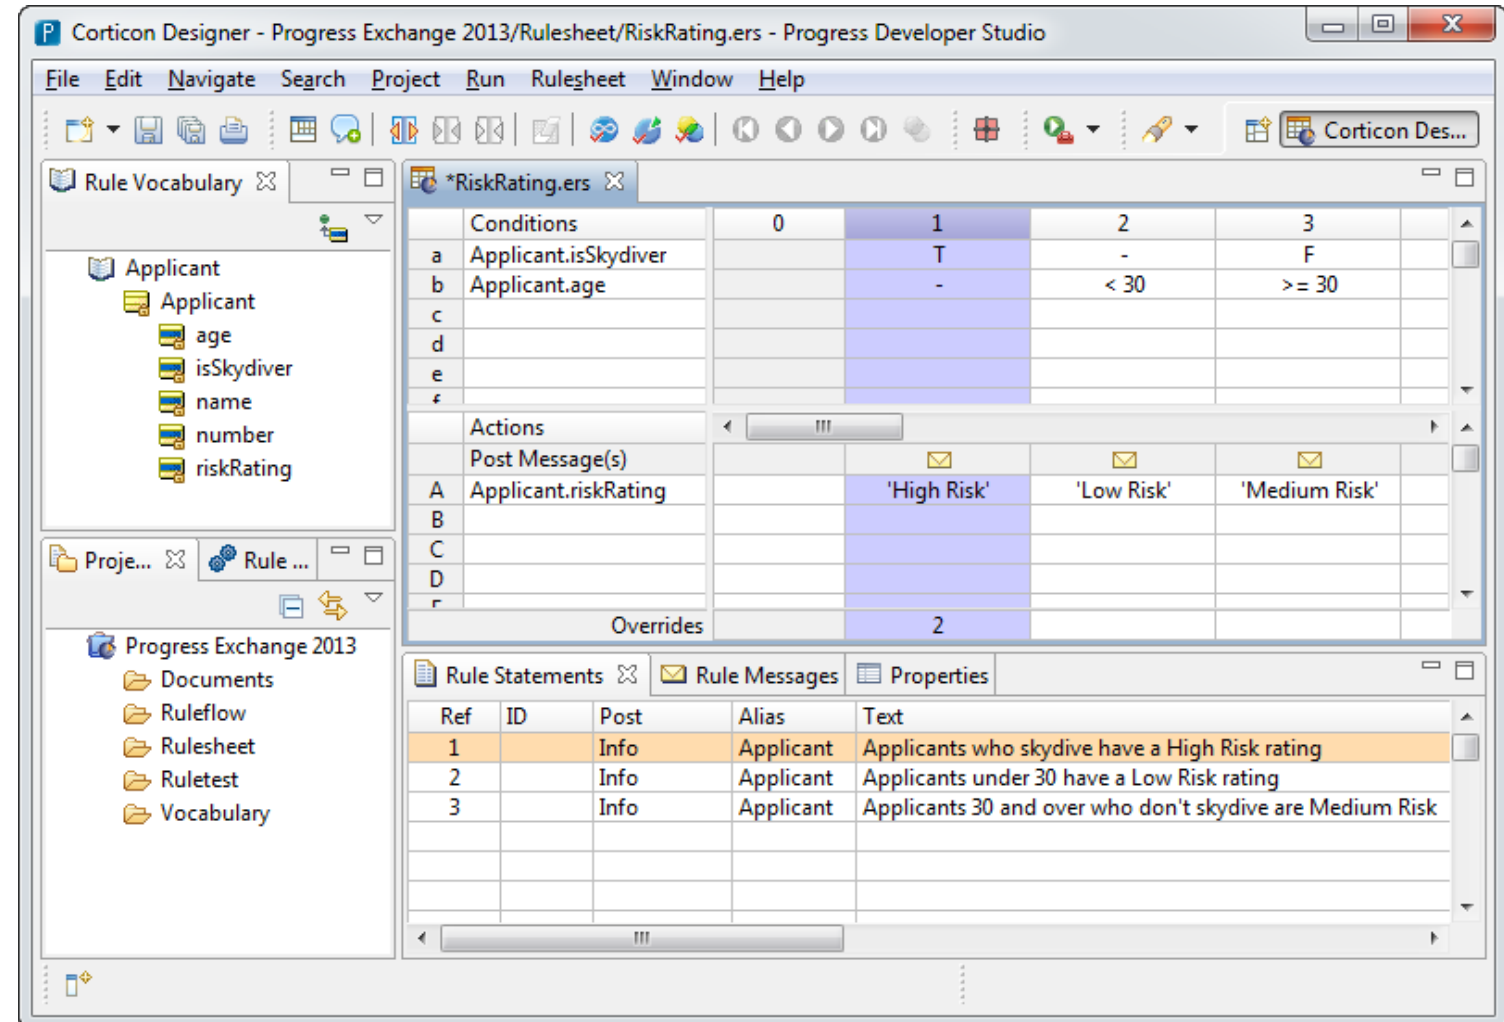 Corticon Designer - Progress Exchange 2013/Rulesheet/RiskRating.ers - Progress Developer Studio
File Edit Navigate Search Project Run Rulesheet Window Help
Corticon Des...
Rule Vocabulary
Applicant
Applicant
age
isSkydiver
name
number
riskRating
Proje... Rule ...
Progress Exchange 2013
Documents
Ruleflow
Rulesheet
Ruletest
Vocabulary
*RiskRating.ers
Conditions 0 1 2 3
a Applicant.isSkydiver T - F
b Applicant.age - < 30 >= 30
c
d
e
f
Actions
Post Message(s)
A Applicant.riskRating 'High Risk' 'Low Risk' 'Medium Risk'
B
C
D
Overrides 2
Rule Statements Rule Messages Properties
Ref ID Post Alias Text
1 Info Applicant Applicants who skydive have a High Risk rating
2 Info Applicant Applicants under 30 have a Low Risk rating
3 Info Applicant Applicants 30 and over who don't skydive are Medium Risk